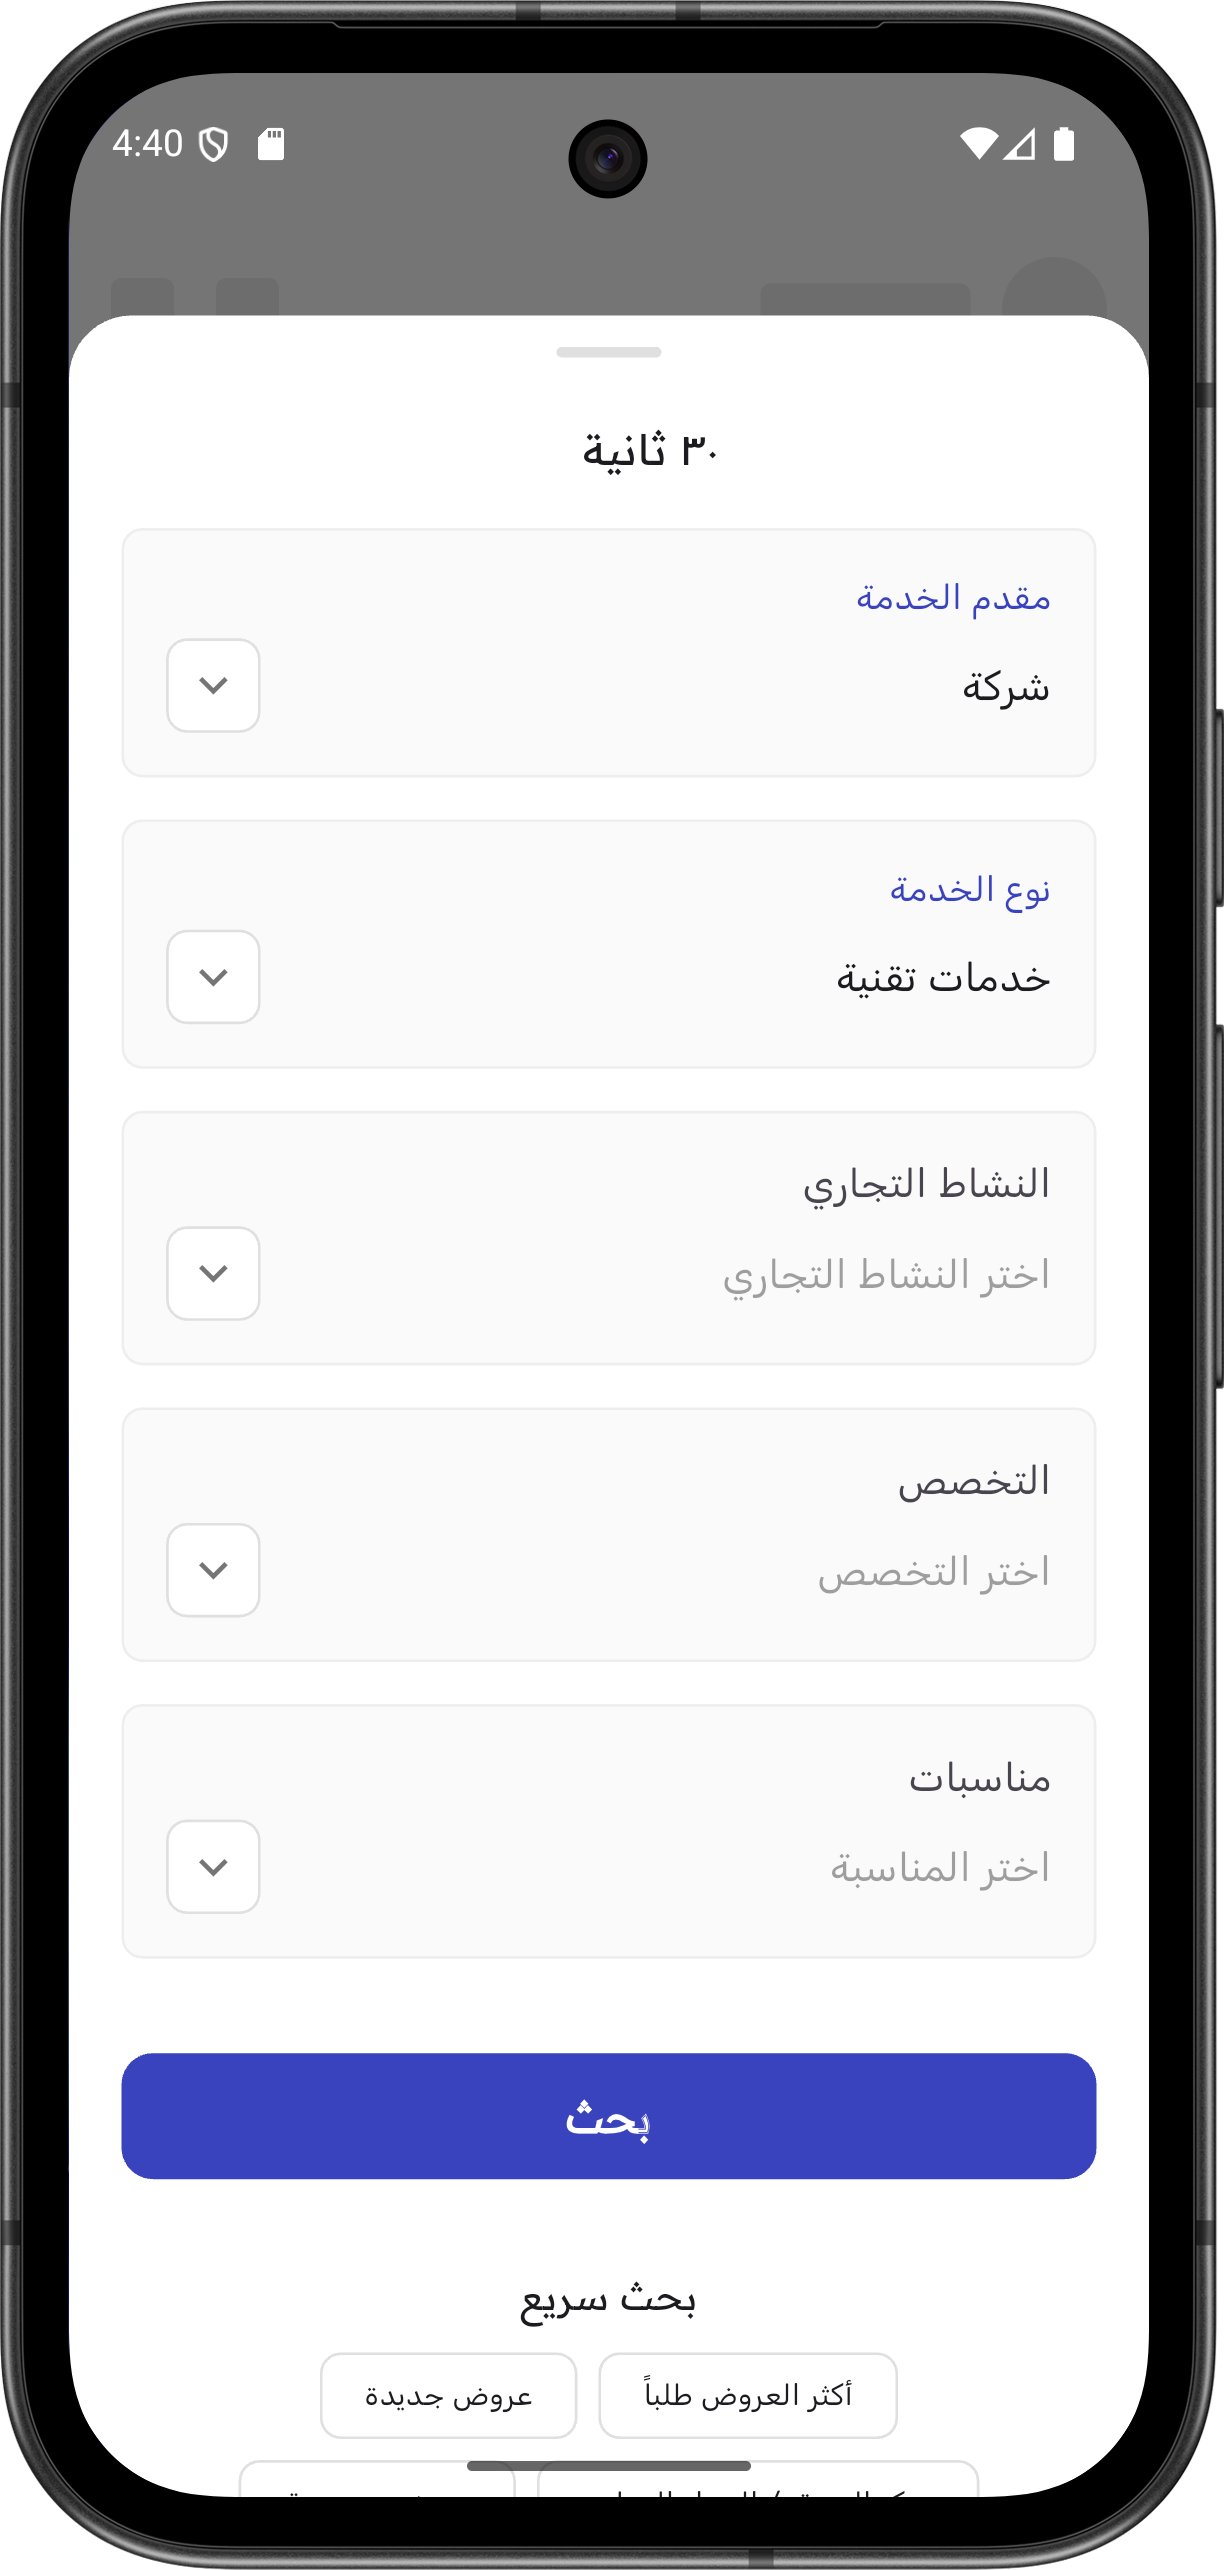 4:40
٣٠ ثانية
مقدم الخدمة
شركة
نوع الخدمة
خدمات تقنية
النشاط التجاري
اختر النشاط التجاري
التخصص
اختر التخصص
مناسبات
اختر المناسبة
بحث
بحث سريع
أكثر العروض طلباً
عروض جديدة